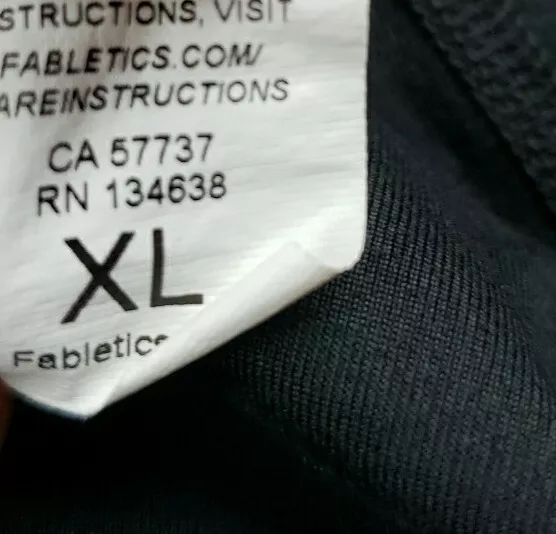 STRUCTIONS, VISIT
FABLETICS.COM/
AREINSTRUCTIONS
CA 57737
RN 134638
XL
Fabletics